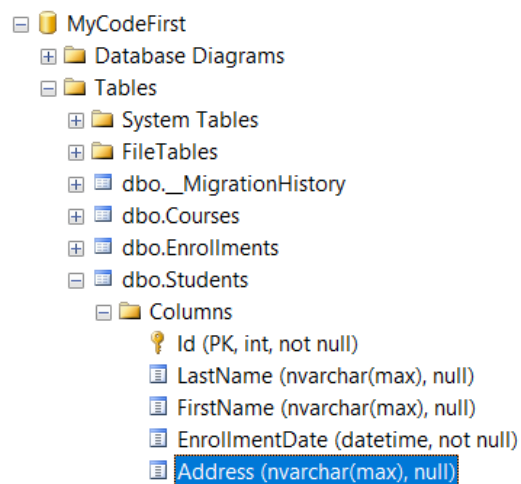 MyCodeFirst
Database Diagrams
Tables
System Tables
FileTables
dbo.__MigrationHistory
dbo.Courses
dbo.Enrollments
dbo.Students
Columns
Id (PK, int, not null)
LastName (nvarchar(max), null)
FirstName (nvarchar(max), null)
EnrollmentDate (datetime, not null)
Address (nvarchar(max), null)